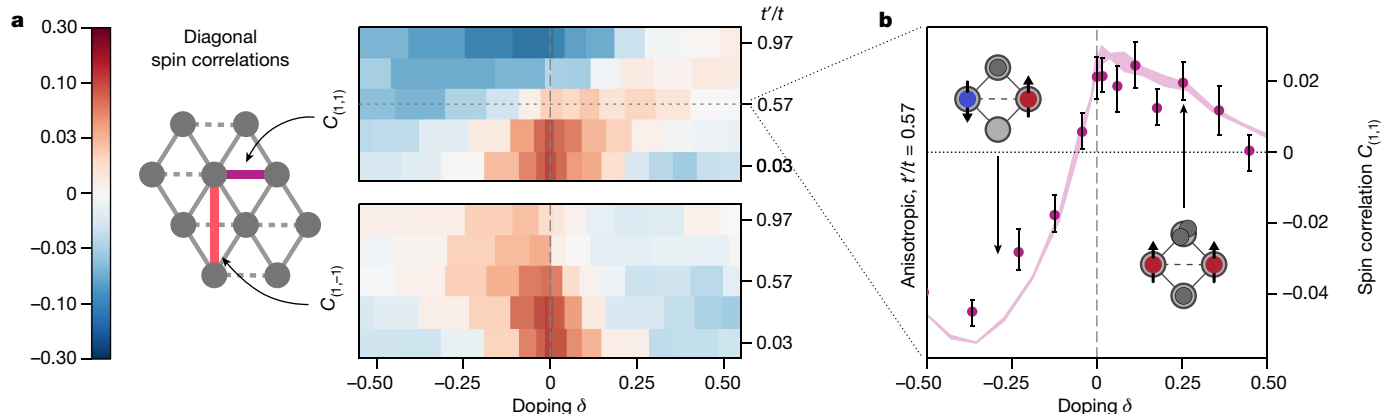 a
0.30
0.10
0.03
0
−0.03
−0.10
−0.30
Diagonal
spin correlations
C(1,1)
C(1,−1)
t′/t
0.97
0.57
0.03
0.97
0.57
0.03
−0.50
−0.25
0
0.25
0.50
Doping δ
b
Anisotropic, t′/t = 0.57
0.02
0
−0.02
−0.04
Spin correlation C(1,1)
−0.50
−0.25
0
0.25
0.50
Doping δ